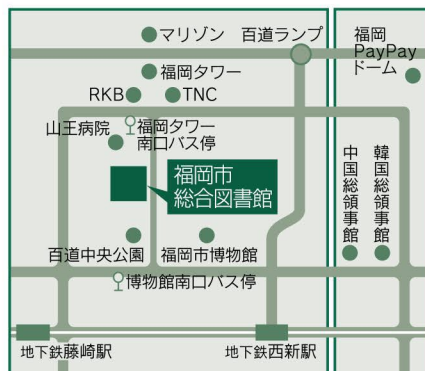 マリゾン
百道ランプ
福岡
PayPay
ドーム
福岡タワー
RKB
TNC
福岡タワー
南口バス停
山王病院
福岡市
総合図書館
中国総領事館
韓国総領事館
百道中央公園
福岡市博物館
博物館南口バス停
地下鉄藤崎駅
地下鉄西新駅